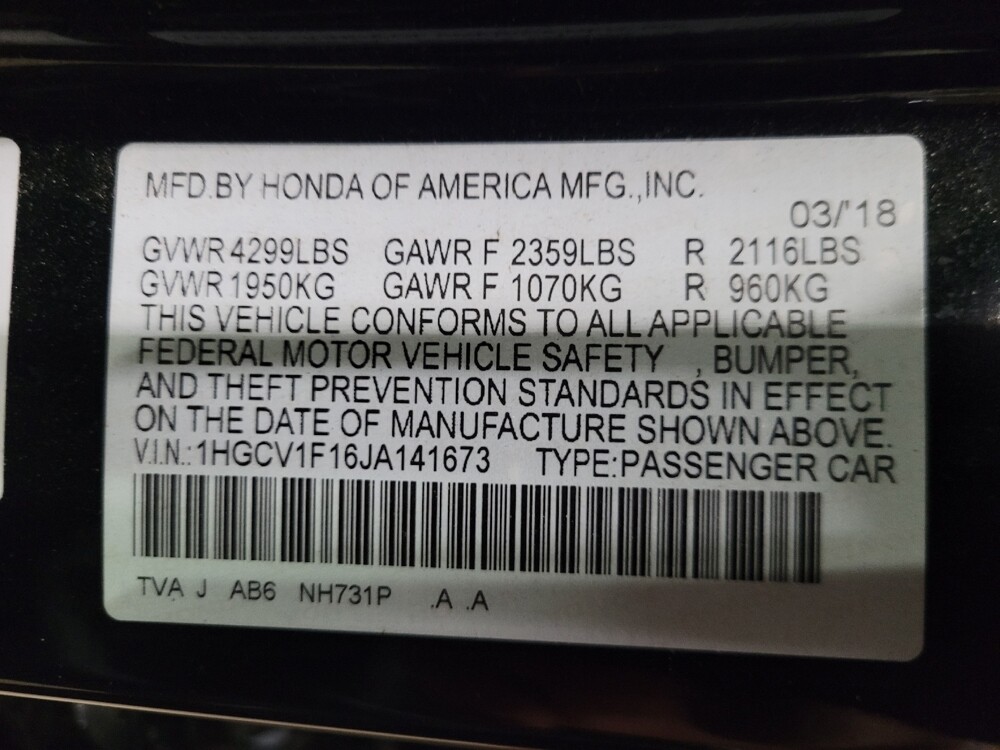 MFD.BY HONDA OF AMERICA MFG.,INC.
03/'18
GVWR 4299LBS GAWR F 2359LBS R 2116LBS
GVWR 1950KG GAWR F 1070KG R 960KG
THIS VEHICLE CONFORMS TO ALL APPLICABLE
FEDERAL MOTOR VEHICLE SAFETY , BUMPER,
AND THEFT PREVENTION STANDARDS IN EFFECT
ON THE DATE OF MANUFACTURE SHOWN ABOVE.
V.I.N.:1HGCV1F16JA141673 TYPE:PASSENGER CAR
TVA J AB6 NH731P .A .A